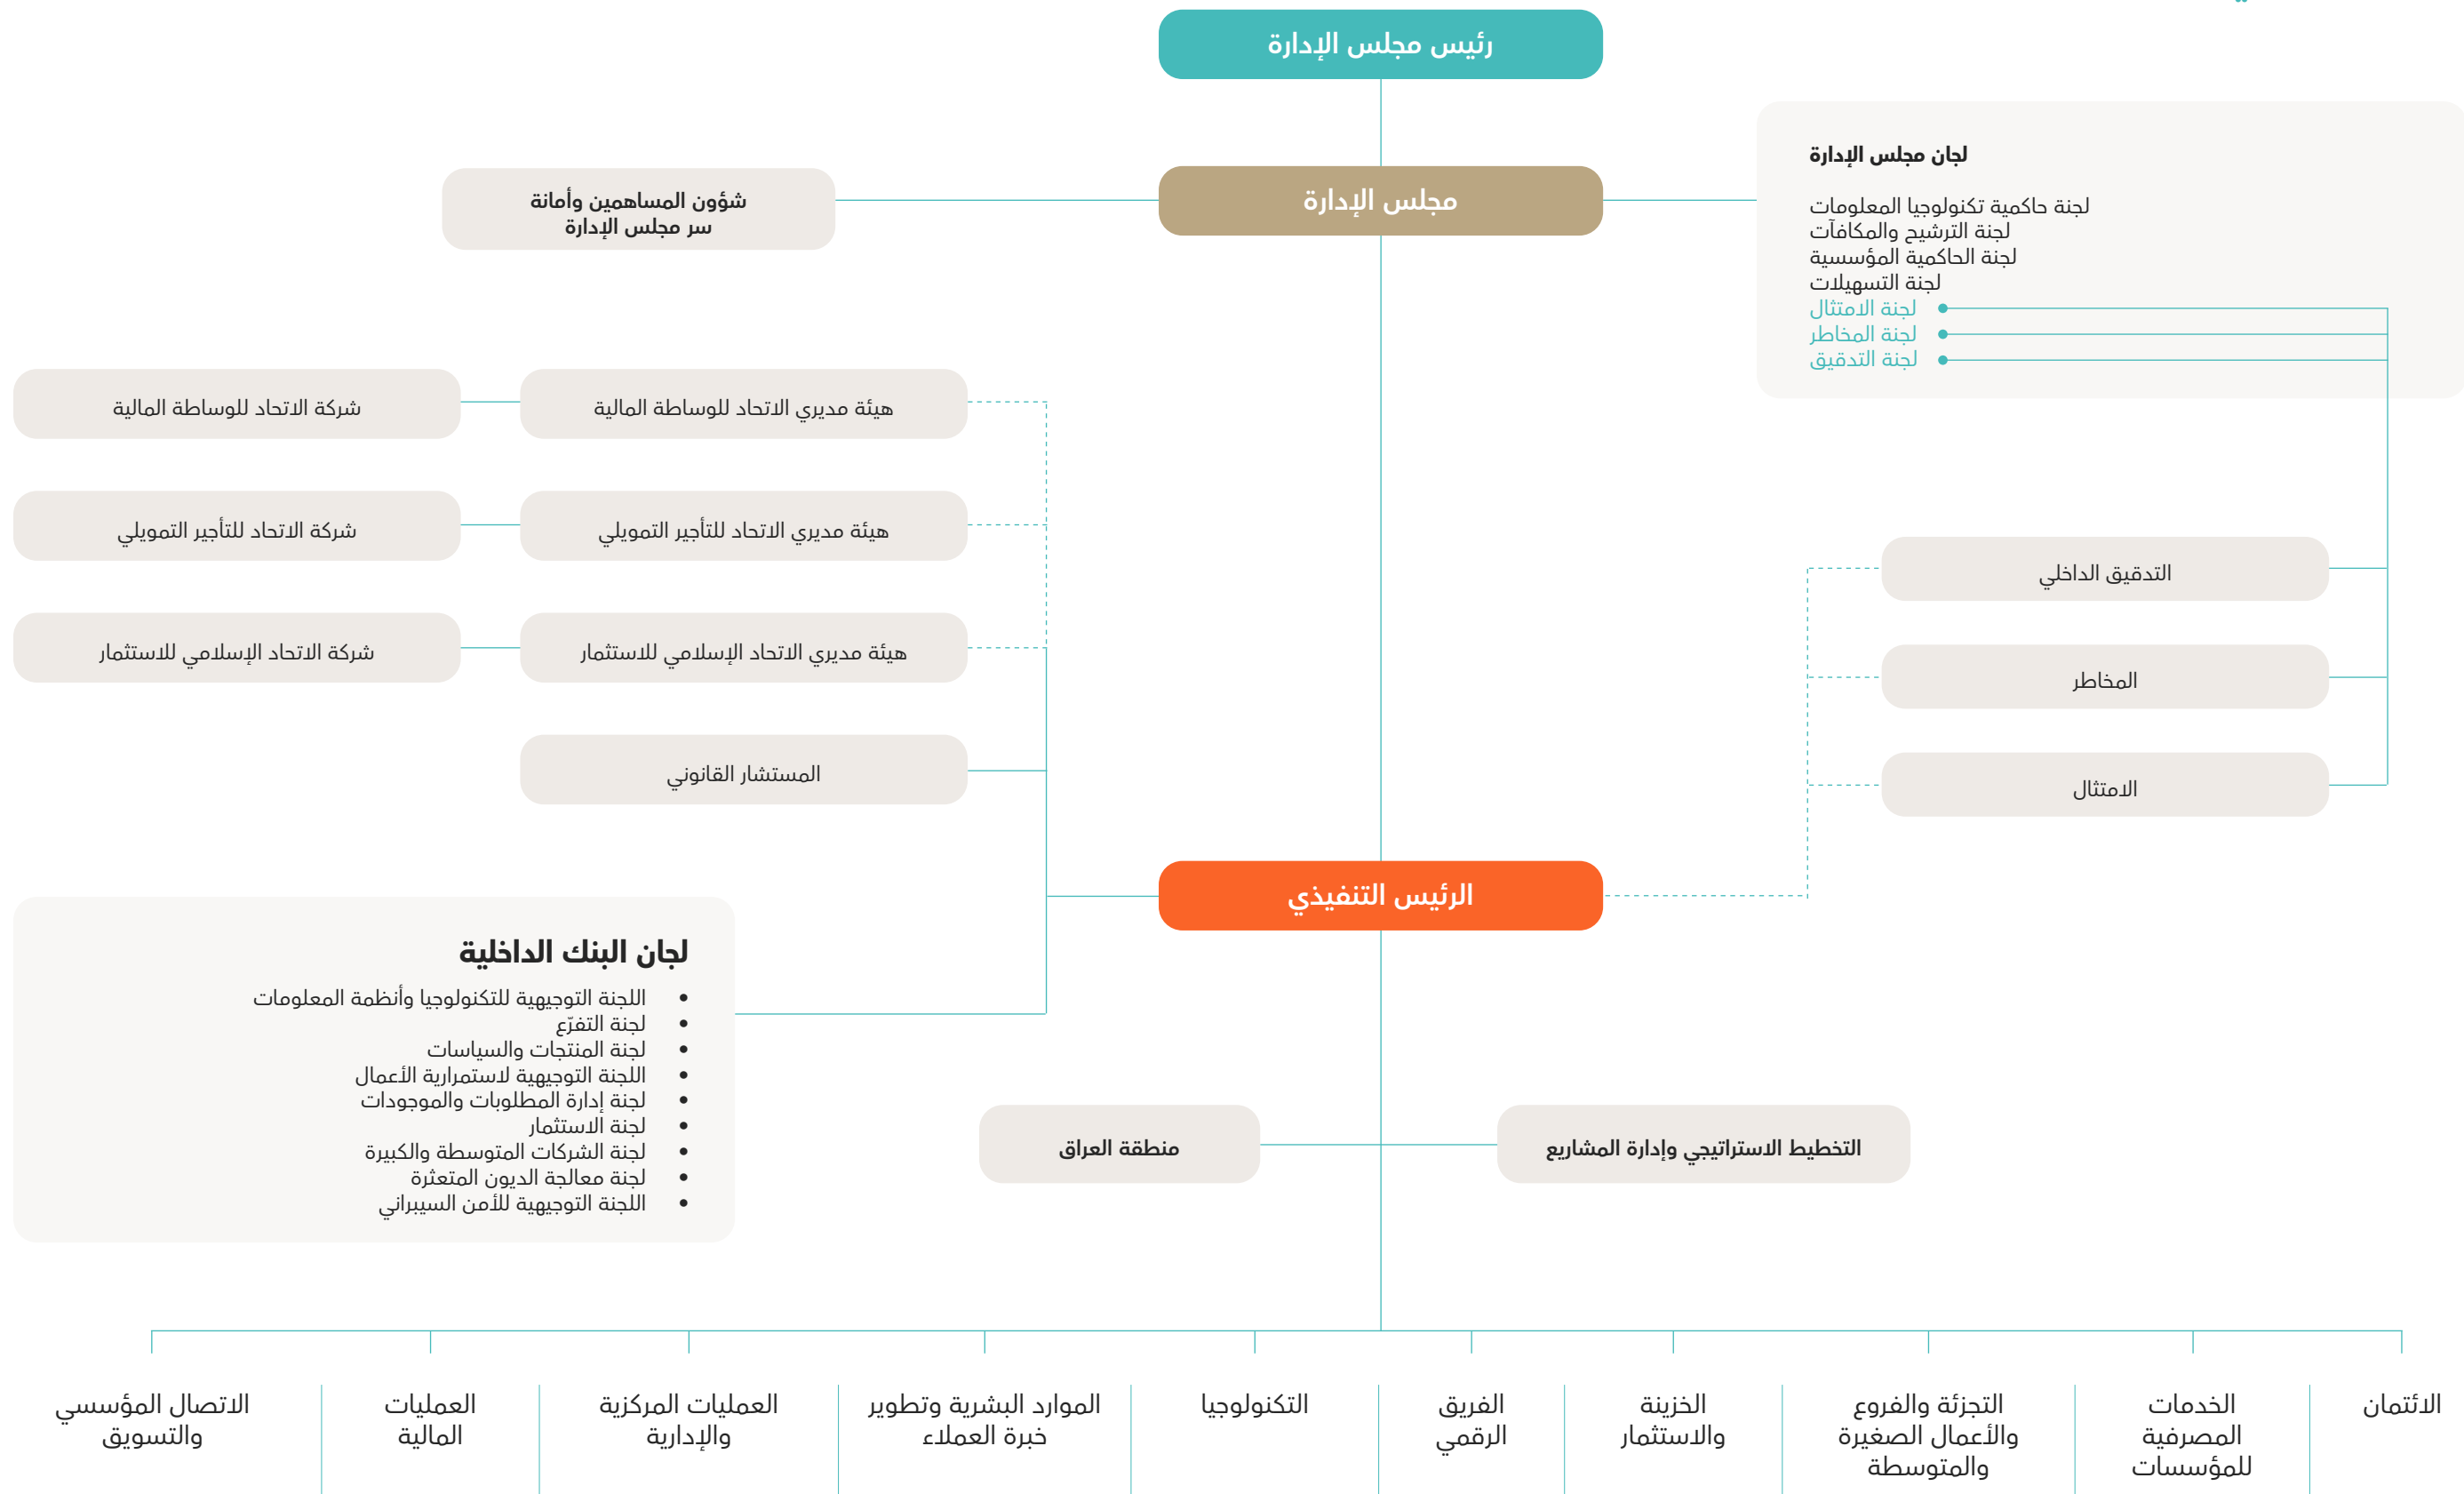 رئيس مجلس الإدارة
لجان مجلس الإدارة
لجنة حاكمية تكنولوجيا المعلومات
لجنة الترشيح والمكافآت
لجنة الحاكمية المؤسسية
لجنة التسهيلات
لجنة الامتثال
لجنة المخاطر
لجنة التدقيق
مجلس الإدارة
شؤون المساهمين وأمانة
سر مجلس الإدارة
هيئة مديري الاتحاد للوساطة المالية
شركة الاتحاد للوساطة المالية
هيئة مديري الاتحاد للتأجير التمويلي
شركة الاتحاد للتأجير التمويلي
هيئة مديري الاتحاد الإسلامي للاستثمار
شركة الاتحاد الإسلامي للاستثمار
المستشار القانوني
التدقيق الداخلي
المخاطر
الامتثال
الرئيس التنفيذي
لجان البنك الداخلية
• اللجنة التوجيهية للتكنولوجيا وأنظمة المعلومات
• لجنة التفرّع
• لجنة المنتجات والسياسات
• اللجنة التوجيهية لاستمرارية الأعمال
• لجنة إدارة المطلوبات والموجودات
• لجنة الاستثمار
• لجنة الشركات المتوسطة والكبيرة
• لجنة معالجة الديون المتعثرة
• اللجنة التوجيهية للأمن السيبراني
التخطيط الاستراتيجي وإدارة المشاريع
منطقة العراق
الائتمان
الخدمات
المصرفية
للمؤسسات
التجزئة والفروع
والأعمال الصغيرة
والمتوسطة
الخزينة
والاستثمار
الفريق
الرقمي
التكنولوجيا
الموارد البشرية وتطوير
خبرة العملاء
العمليات المركزية
والإدارية
العمليات
المالية
الاتصال المؤسسي
والتسويق